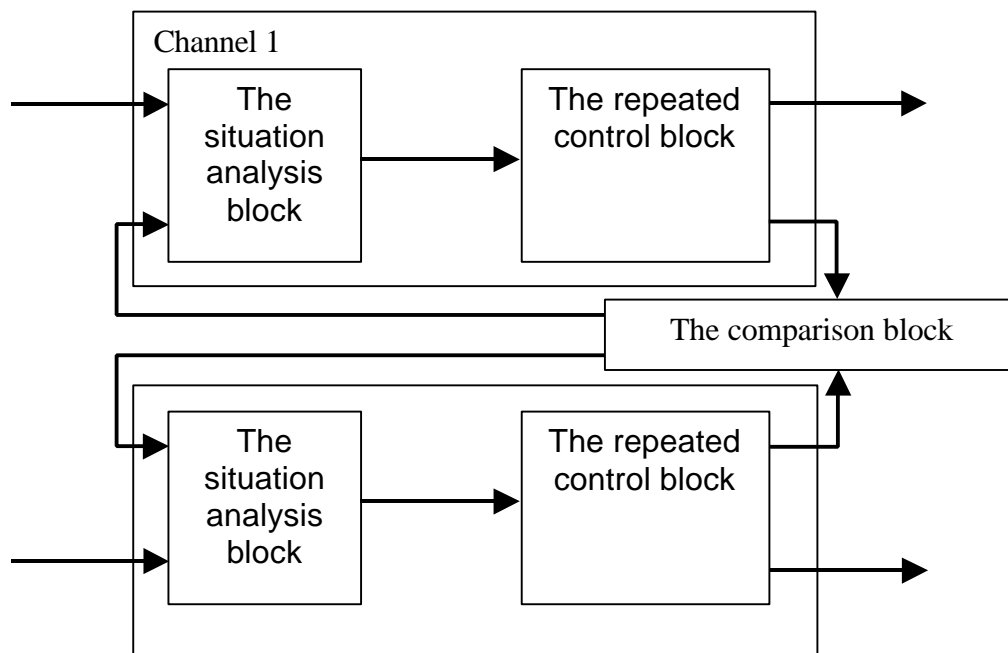 Channel 1
The
situation
analysis
block
The repeated
control block
The comparison block
The
situation
analysis
block
The repeated
control block